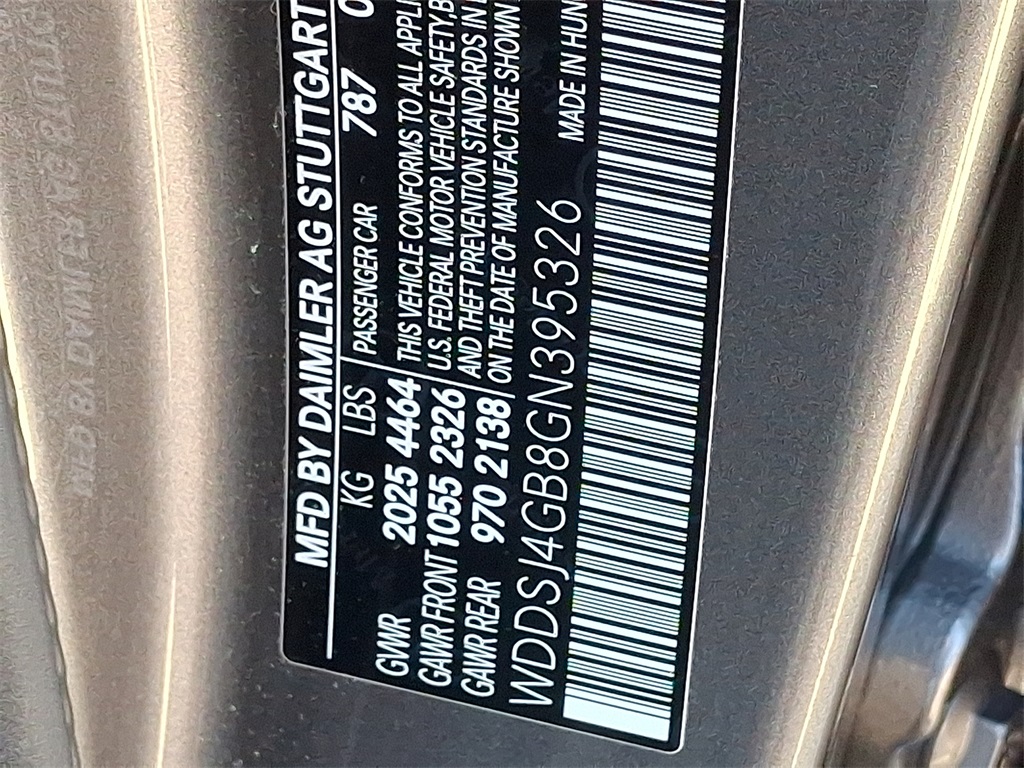 MFD BY DAIMLER AG STUTTGART
KG LBS
GVWR 2025 4464
GAWR FRONT 1055 2326
GAWR REAR 970 2138
PASSENGER CAR 787
THIS VEHICLE CONFORMS TO ALL
U.S. FEDERAL MOTOR VEHICLE SAFETY,
AND THEFT PREVENTION STANDARDS IN
ON THE DATE OF MANUFACTURE SHOWN
MADE IN
WDDSJ4GB8GN395326